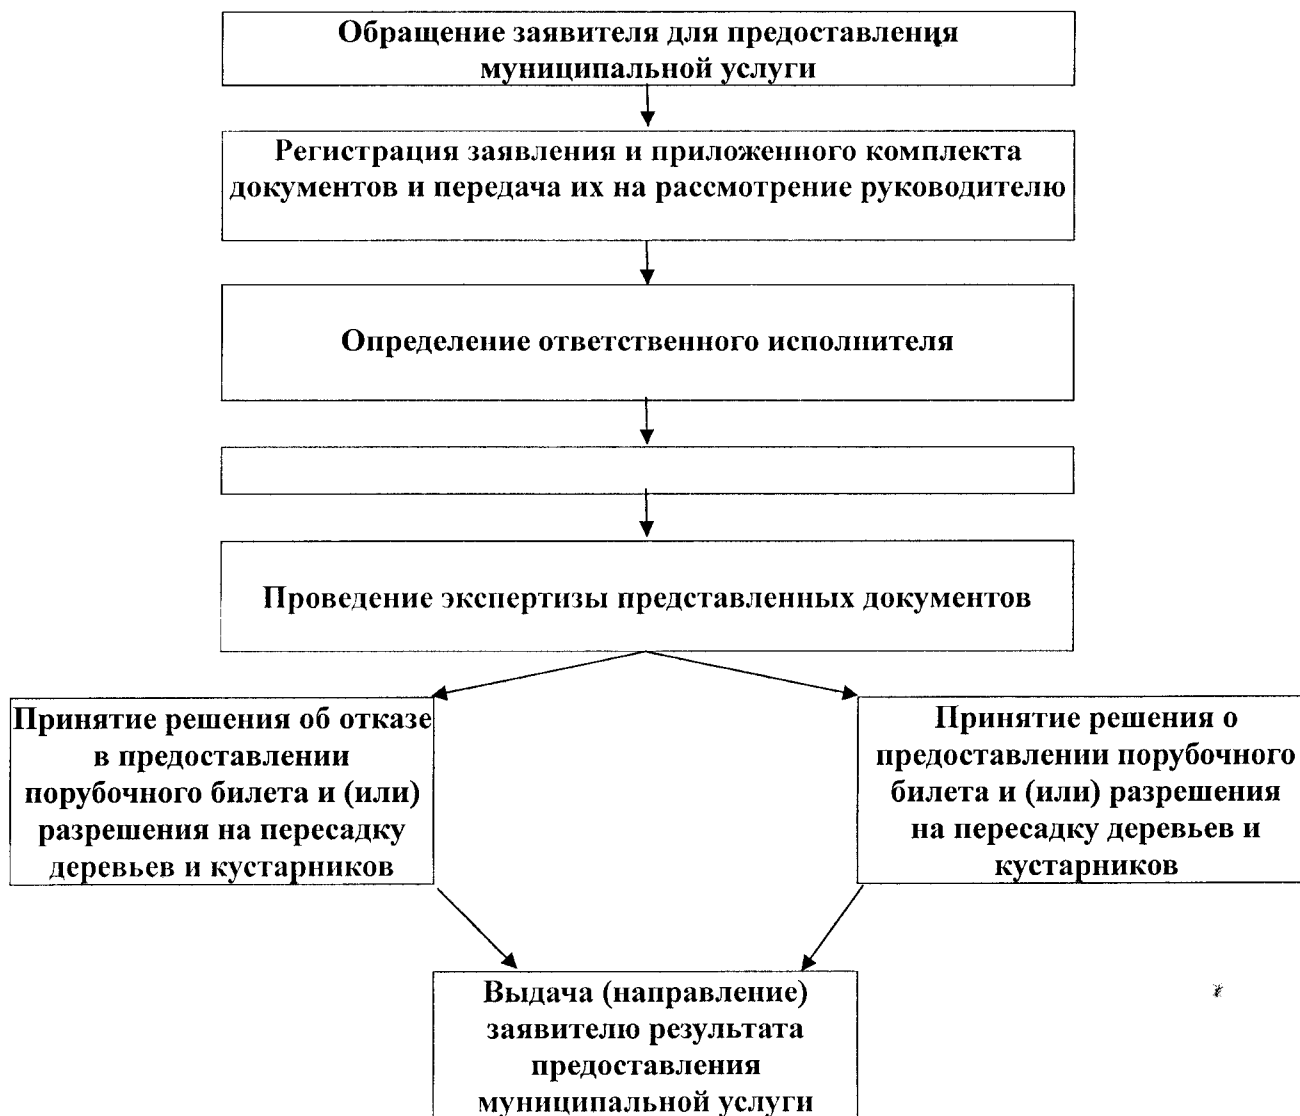 Обращение заявителя для предоставления
муниципальной услуги
Регистрация заявления и приложенного комплекта
документов и передача их на рассмотрение руководителю
Определение ответственного исполнителя
Проведение экспертизы представленных документов
Принятие решения об отказе
в предоставлении
порубочного билета и (или)
разрешения на пересадку
деревьев и кустарников
Принятие решения о
предоставлении порубочного
билета и (или) разрешения
на пересадку деревьев и
кустарников
Выдача (направление)
заявителю результата
предоставления
муниципальной услуги